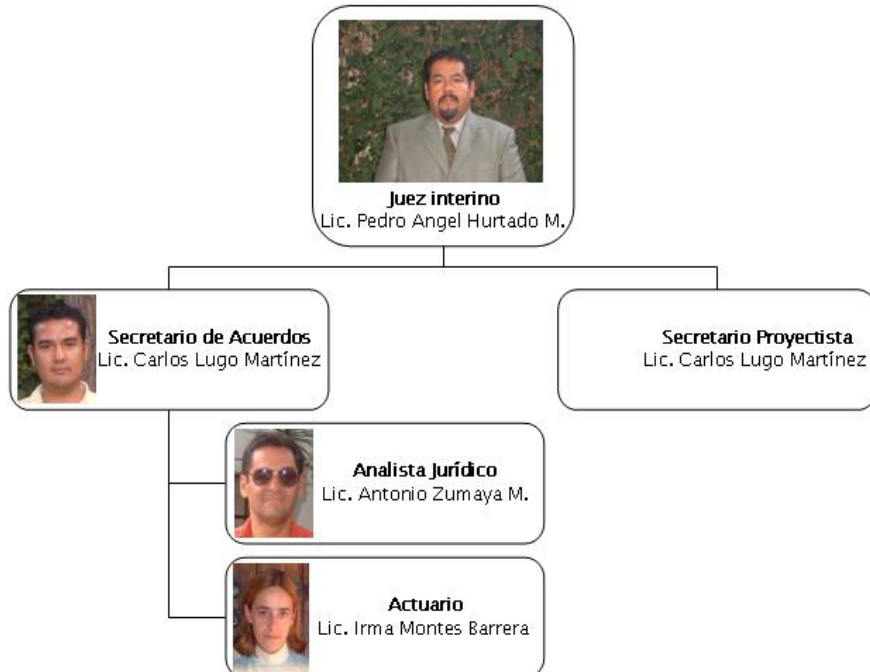 Juez interino
Lic. Pedro Angel Hurtado M.
Secretario de Acuerdos
Lic. Carlos Lugo Martínez
Secretario Proyectista
Lic. Carlos Lugo Martínez
Analista Jurídico
Lic. Antonio Zumaya M.
Actuario
Lic. Irma Montes Barrera